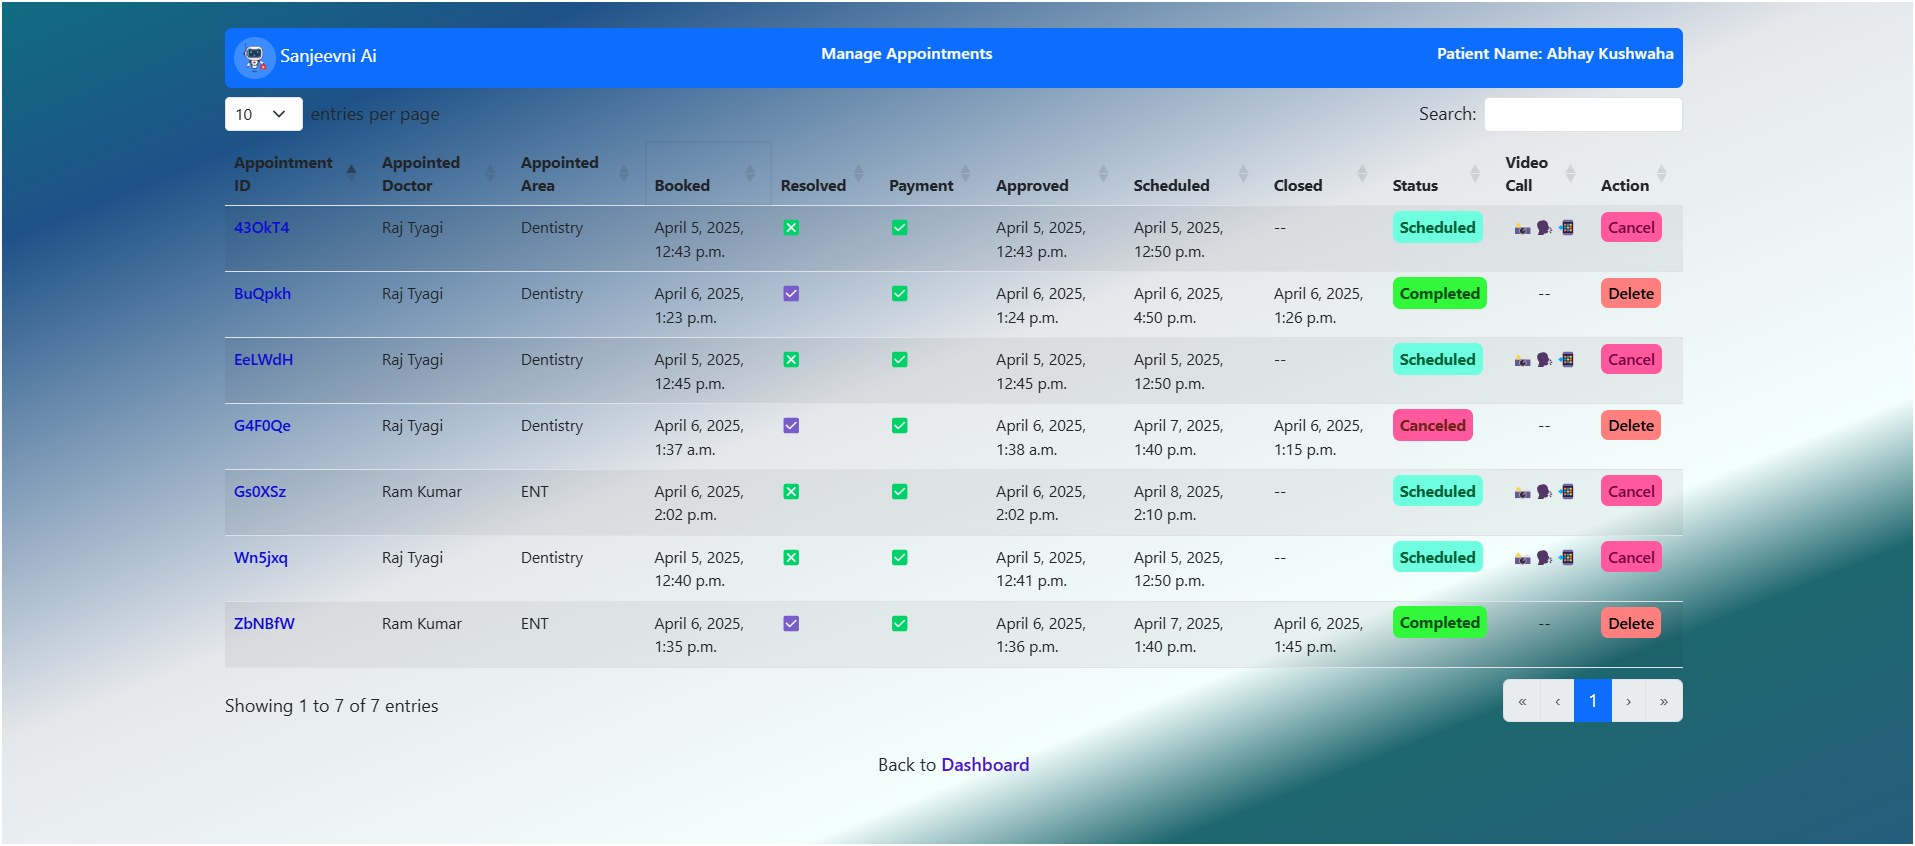 Sanjeevni Ai Manage Appointments Patient Name: Abhay Kushwaha
10 entries per page Search:
Appointment ID Appointed Doctor Appointed Area Booked Resolved Payment Approved Scheduled Closed Status Video Call Action
43OkT4 Raj Tyagi Dentistry April 5, 2025, 12:43 p.m. April 5, 2025, 12:43 p.m. April 5, 2025, 12:50 p.m. -- Scheduled Cancel
BuQpkh Raj Tyagi Dentistry April 6, 2025, 1:23 p.m. April 6, 2025, 1:24 p.m. April 6, 2025, 4:50 p.m. April 6, 2025, 1:26 p.m. Completed -- Delete
EeLWdH Raj Tyagi Dentistry April 5, 2025, 12:45 p.m. April 5, 2025, 12:45 p.m. April 5, 2025, 12:50 p.m. -- Scheduled Cancel
G4F0Qe Raj Tyagi Dentistry April 6, 2025, 1:37 a.m. April 6, 2025, 1:38 a.m. April 7, 2025, 1:40 p.m. April 6, 2025, 1:15 p.m. Canceled -- Delete
Gs0XSz Ram Kumar ENT April 6, 2025, 2:02 p.m. April 6, 2025, 2:02 p.m. April 8, 2025, 2:10 p.m. -- Scheduled Cancel
Wn5jxq Raj Tyagi Dentistry April 5, 2025, 12:40 p.m. April 5, 2025, 12:41 p.m. April 5, 2025, 12:50 p.m. -- Scheduled Cancel
ZbNBfW Ram Kumar ENT April 6, 2025, 1:35 p.m. April 6, 2025, 1:36 p.m. April 7, 2025, 1:40 p.m. April 6, 2025, 1:45 p.m. Completed -- Delete
Showing 1 to 7 of 7 entries « ‹ 1 › »
Back to Dashboard